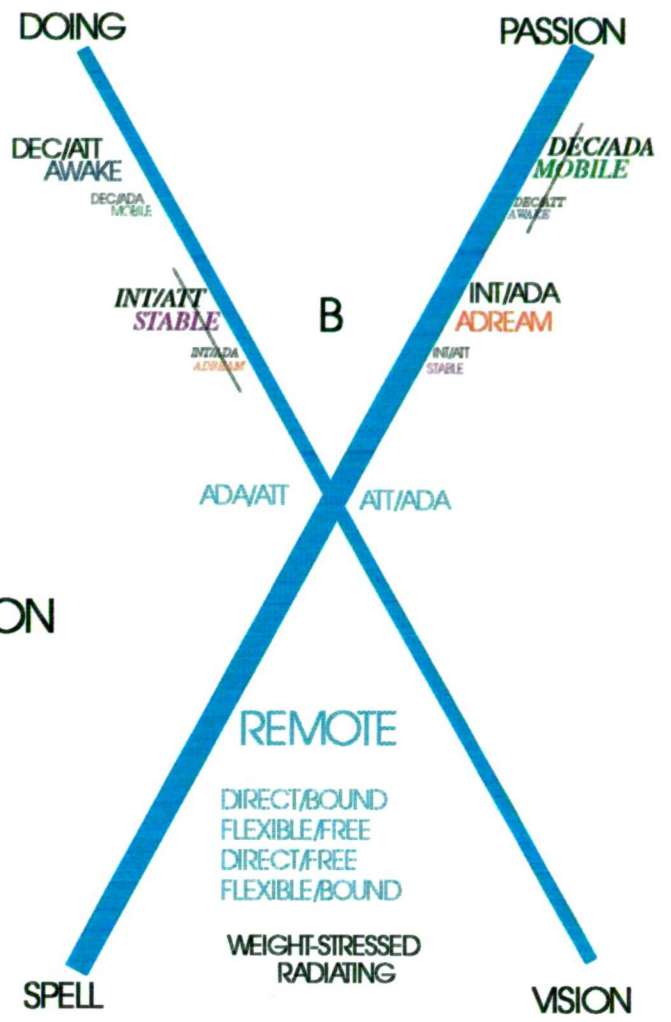 DOING
PASSION
DEC/ATT
AWAKE
DEC/ADA
MOBILE
DEC/ADA
MOBILE
DEC/ATT
AWAKE
INT/ATT
STABLE
INT/ADA
ADREAM
B
INT/ADA
ADREAM
INT/ATT
STABLE
ADA/ATT
ATT/ADA
ON
REMOTE
DIRECT/BOUND
FLEXIBLE/FREE
DIRECT/FREE
FLEXIBLE/BOUND
WEIGHT-STRESSED
RADIATING
SPELL
VISION